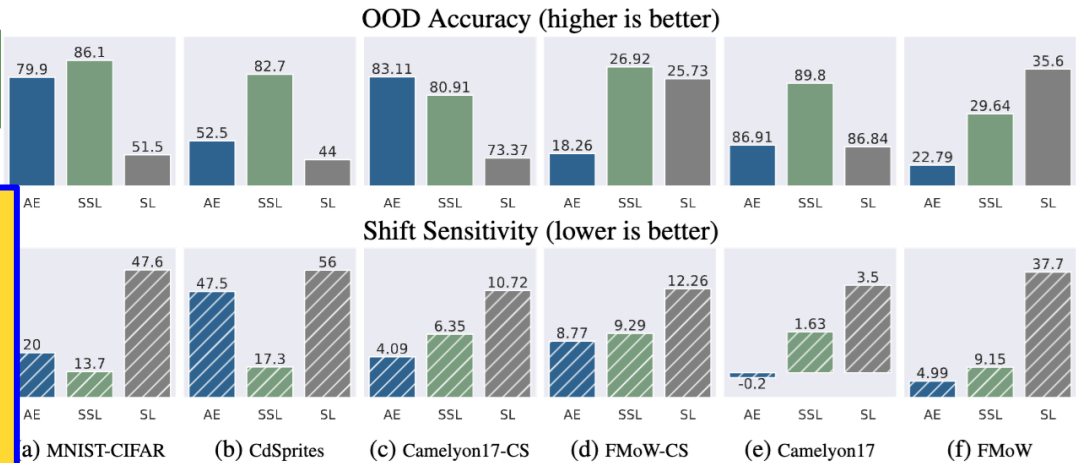 OOD Accuracy (higher is better)
79.9 86.1 51.5 52.5 82.7 44 83.11 80.91 73.37 18.26 26.92 25.73 86.91 89.8 86.84 22.79 29.64 35.6
AE SSL SL AE SSL SL AE SSL SL AE SSL SL AE SSL SL AE SSL SL
Shift Sensitivity (lower is better)
20 13.7 47.6 47.5 17.3 56 4.09 6.35 10.72 8.77 9.29 12.26 -0.2 1.63 3.5 4.99 9.15 37.7
AE SSL SL AE SSL SL AE SSL SL AE SSL SL AE SSL SL AE SSL SL
(a) MNIST-CIFAR (b) CdSprites (c) Camelyon17-CS (d) FMoW-CS (e) Camelyon17 (f) FMoW